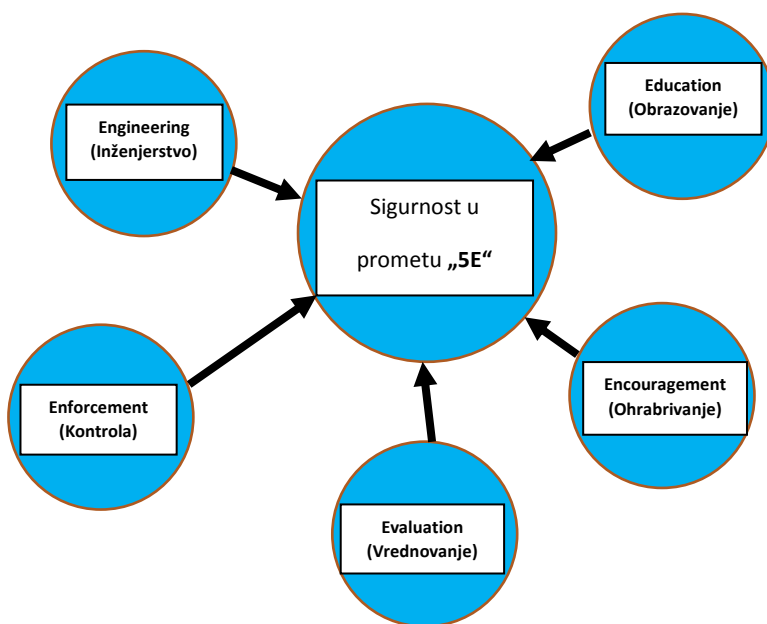 Education
(Obrazovanje)
Engineering
(Inženjerstvo)
Sigurnost u
prometu „5E“
Encouragement
(Ohrabrivanje)
Enforcement
(Kontrola)
Evaluation
(Vrednovanje)